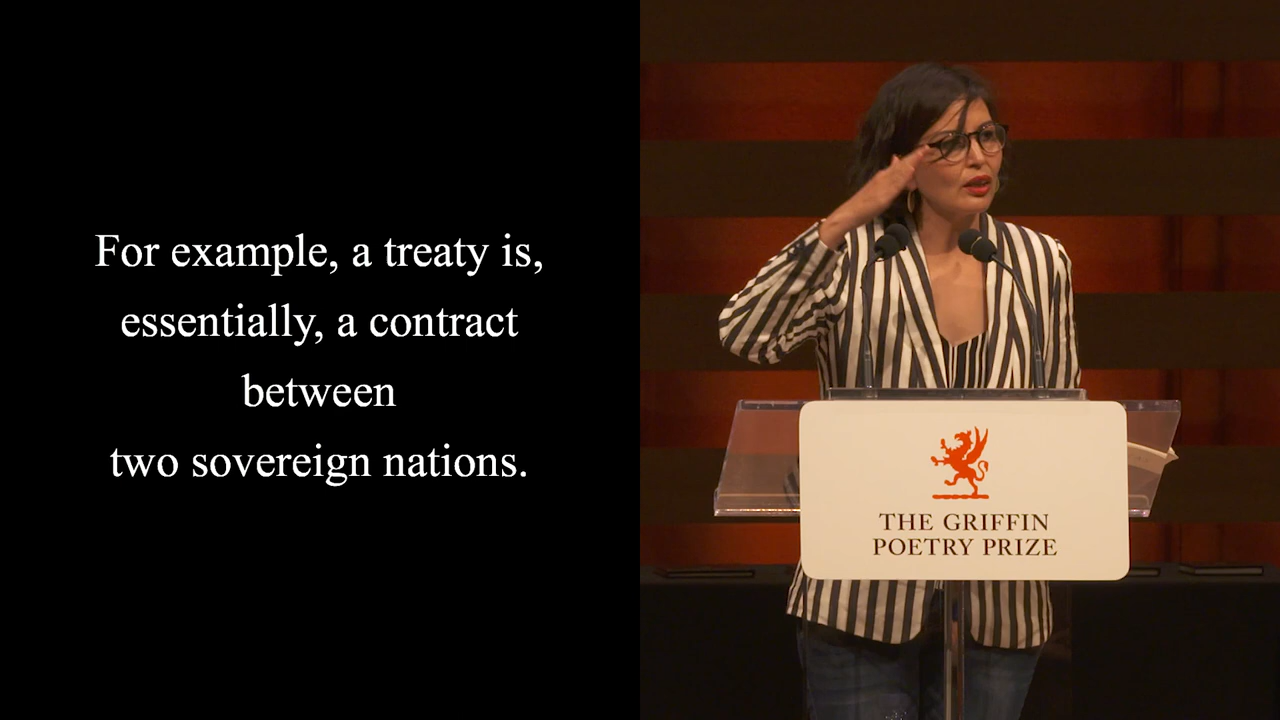 For example, a treaty is,
essentially, a contract
between
two sovereign nations.
THE GRIFFIN
POETRY PRIZE